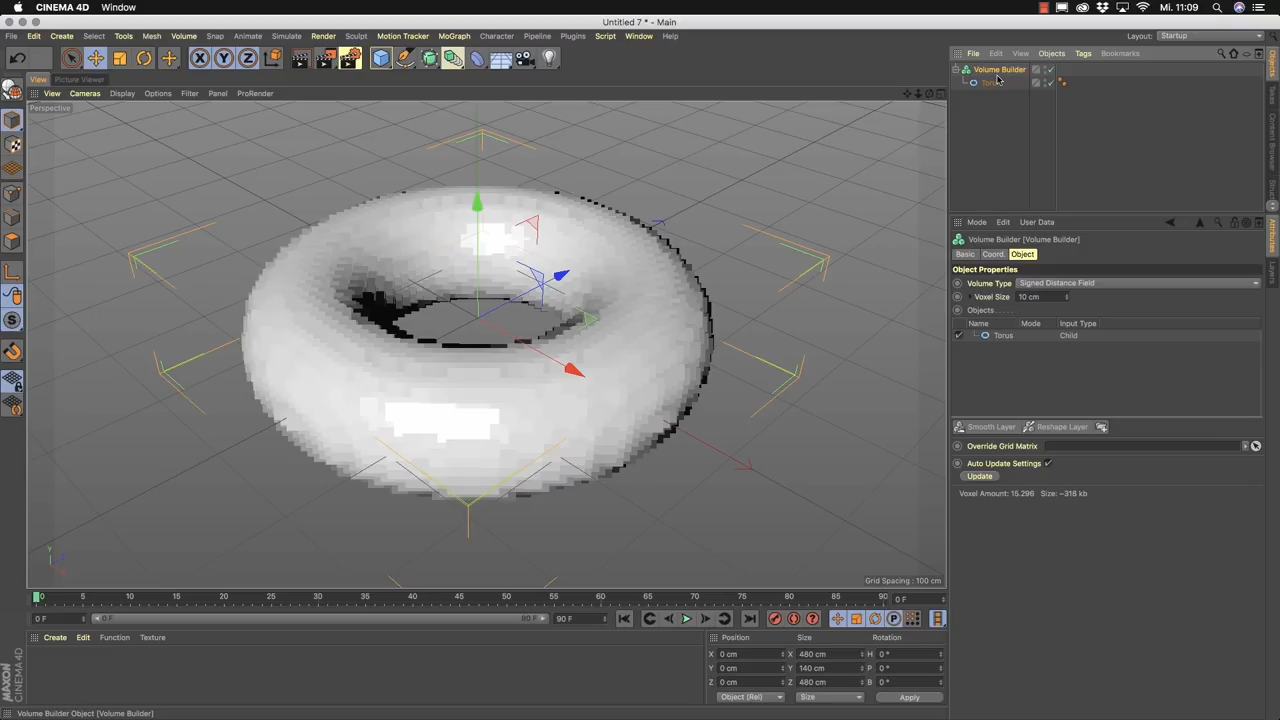 CINEMA 4D Window
Mi. 11:09
Untitled 7 * - Main
File Edit Create Select Tools Mesh Volume Snap Animate Simulate Render Sculpt Motion Tracker MoGraph Character Pipeline Plugins Script Window Help
Layout: Startup
View Picture Viewer
View Cameras Display Options Filter Panel ProRender
Perspective
Grid Spacing : 100 cm
File Edit View Objects Tags Bookmarks
Volume Builder
Torus
Objects
Takes
Content Browser
Attributes
Layers
Mode Edit User Data
Volume Builder [Volume Builder]
Basic Coord. Object
Object Properties
Volume Type Signed Distance Field
Voxel Size 10 cm
Objects
Name Mode Input Type
Torus Child
Smooth Layer Reshape Layer
Override Grid Matrix
Auto Update Settings
Update
Voxel Amount: 15.296 Size: ~318 kb
0 5 10 15 20 25 30 35 40 45 50 55 60 65 70 75 80 85 90 0 F
0 F 0 F 90 F
Create Edit Function Texture
Position Size Rotation
X 0 cm X 480 cm H 0 °
Y 0 cm Y 140 cm P 0 °
Z 0 cm Z 480 cm B 0 °
Object (Rel) Size Apply
MAXON CINEMA 4D
Volume Builder Object [Volume Builder]